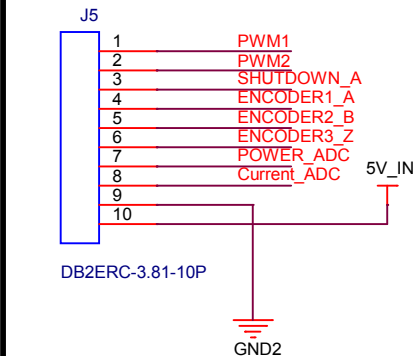 J5
1 PWM1
2 PWM2
3 SHUTDOWN_A
4 ENCODER1_A
5 ENCODER2_B
6 ENCODER3_Z
7 POWER_ADC
8 Current_ADC
5V_IN
9
10
DB2ERC-3.81-10P
GND2